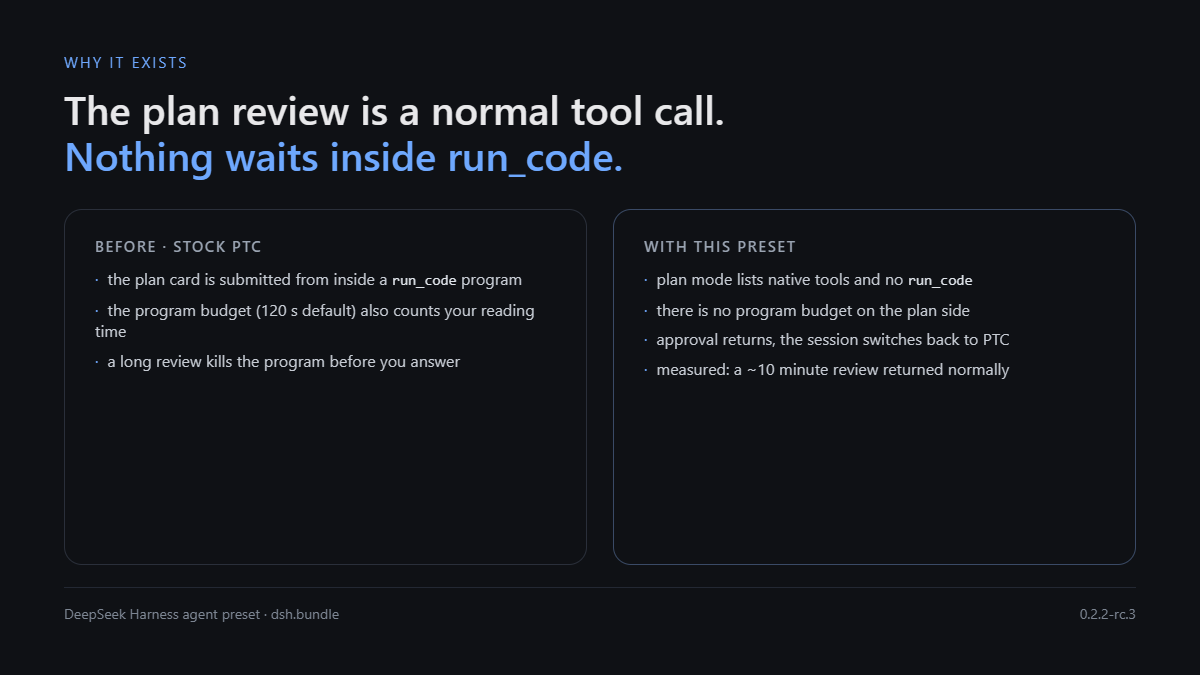 WHY IT EXISTS
The plan review is a normal tool call.
Nothing waits inside run_code.
BEFORE · STOCK PTC
· the plan card is submitted from inside a run_code program
· the program budget (120 s default) also counts your reading
time
· a long review kills the program before you answer
WITH THIS PRESET
· plan mode lists native tools and no run_code
· there is no program budget on the plan side
· approval returns, the session switches back to PTC
· measured: a ~10 minute review returned normally
DeepSeek Harness agent preset · dsh.bundle
0.2.2-rc.3